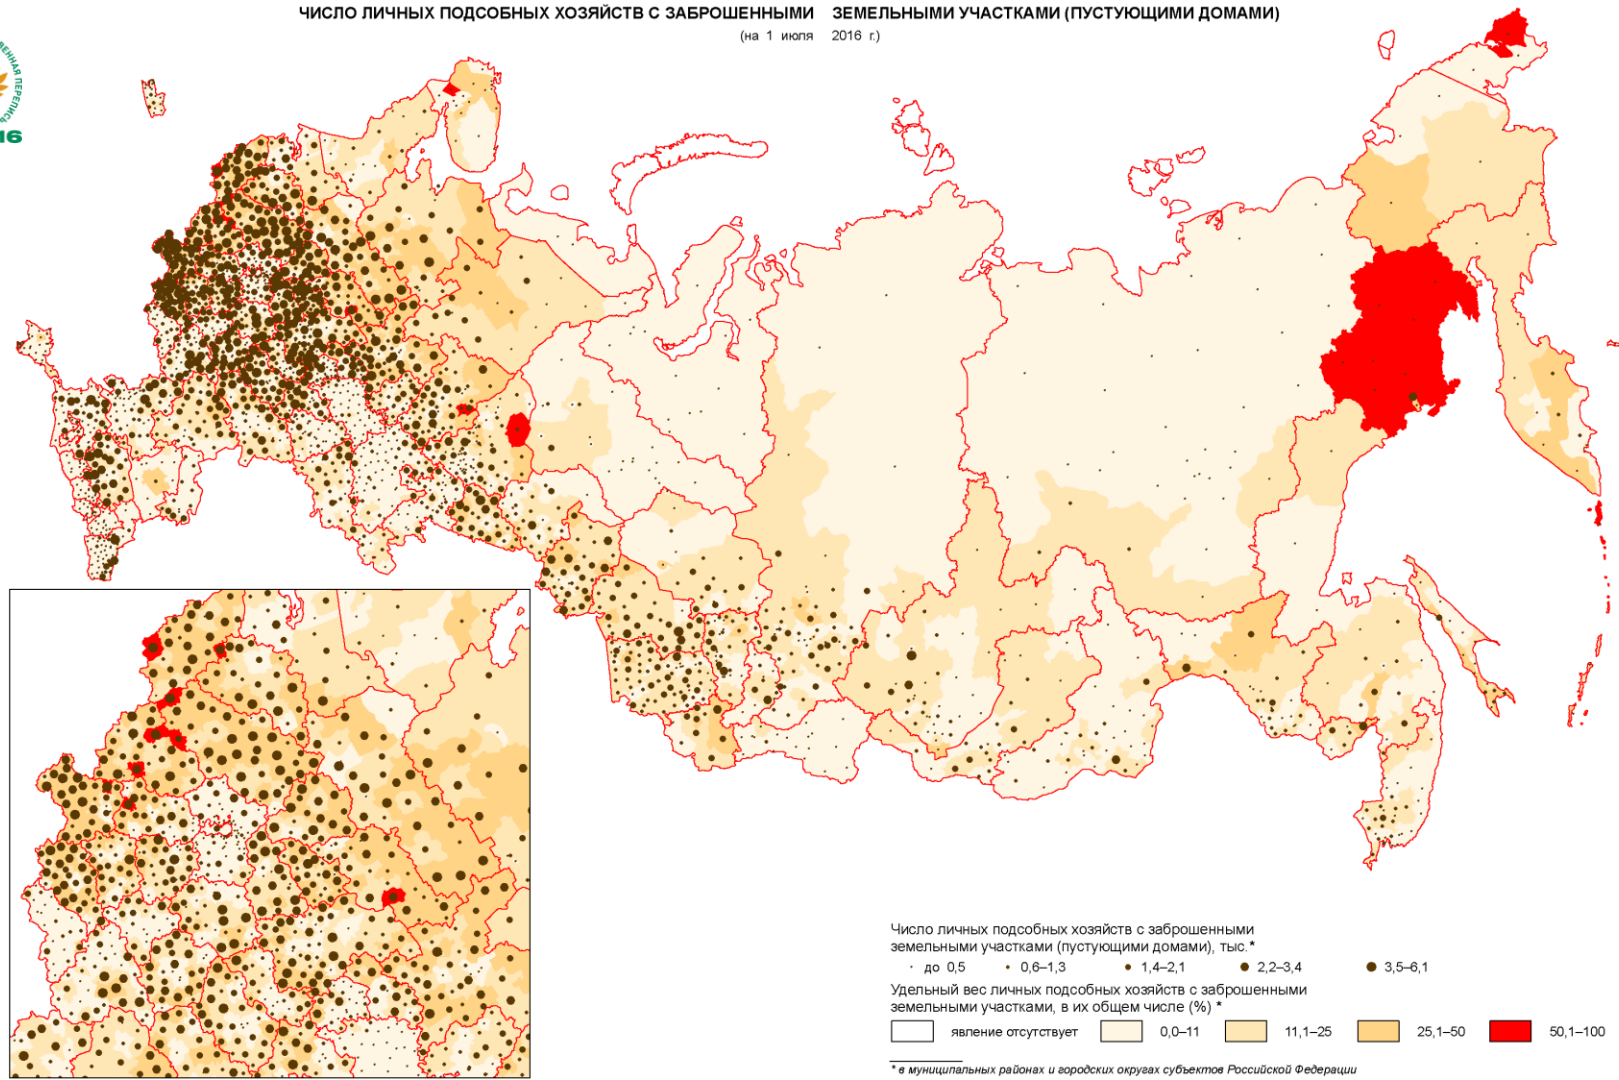 ЧИСЛО ЛИЧНЫХ ПОДСОБНЫХ ХОЗЯЙСТВ С ЗАБРОШЕННЫМИ ЗЕМЕЛЬНЫМИ УЧАСТКАМИ (ПУСТУЮЩИМИ ДОМАМИ)
(на 1 июля 2016 г.)
ВЕННАЯ ПЕРЕПИСЬ
16
Число личных подсобных хозяйств с заброшенными
земельными участками (пустующими домами), тыс.*
до 0,5 0,6–1,3 1,4–2,1 2,2–3,4 3,5–6,1
Удельный вес личных подсобных хозяйств с заброшенными
земельными участками, в их общем числе (%) *
явление отсутствует 0,0–11 11,1–25 25,1–50 50,1–100
* в муниципальных районах и городских округах субъектов Российской Федерации